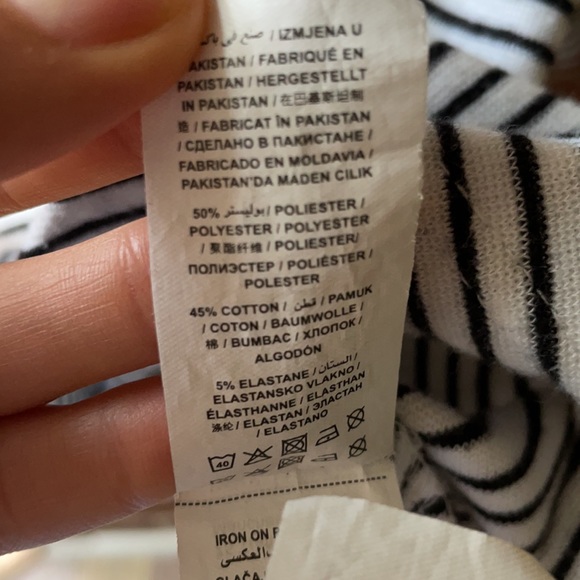 صنع في / IZMJENA U
PAKISTAN / FABRIQUÉ EN
PAKISTAN / HERGESTELLT
IN PAKISTAN / 在巴基斯坦制
造 / FABRICAT ÎN PAKISTAN
/ СДЕЛАНО В ПАКИСТАНЕ /
FABRICADO EN MOLDAVIA /
PAKISTAN'DA MADEN CILIK
50% بوليستر / POLIESTER /
POLYESTER / POLYESTER
/ 聚酯纤维 / POLIESTER/
ПОЛИЭСТЕР / POLIÉSTER /
POLESTER
45% COTTON / قطن / PAMUK
/ COTON / BAUMWOLLE /
棉 / BUMBAC / ХЛОПОК /
ALGODÓN
5% ELASTANE / الستان /
ELASTANSKO VLAKNO /
ÉLASTHANNE / ELASTHAN
涤纶 / ELASTAN / ЭЛАСТАН
/ ELASTANO
40
IRON ON